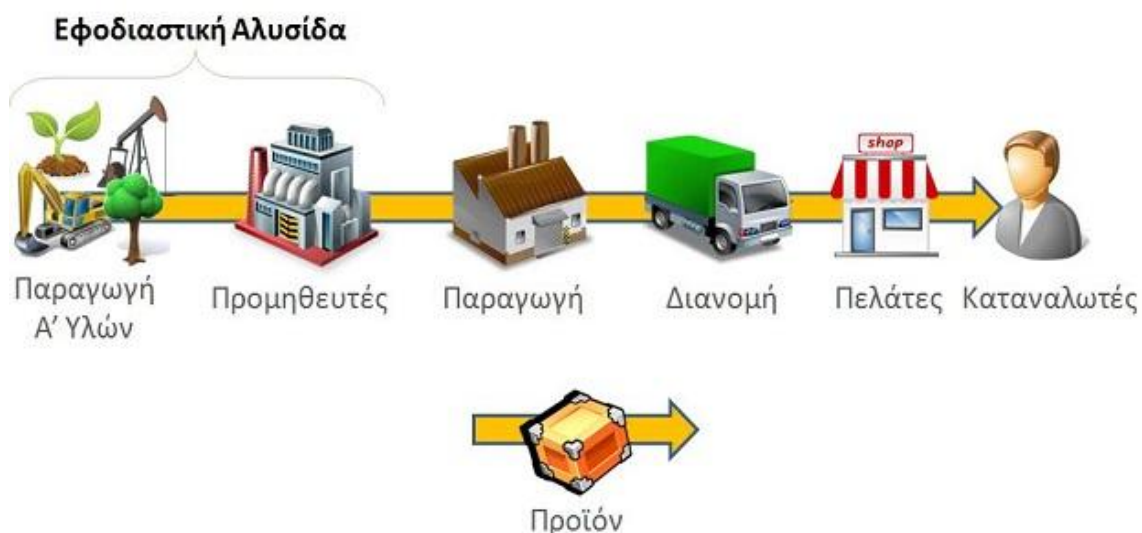 Εφοδιαστική Αλυσίδα
shop
Παραγωγή
Α' Υλών
Προμηθευτές
Παραγωγή
Διανομή
Πελάτες
Καταναλωτές
Προϊόν